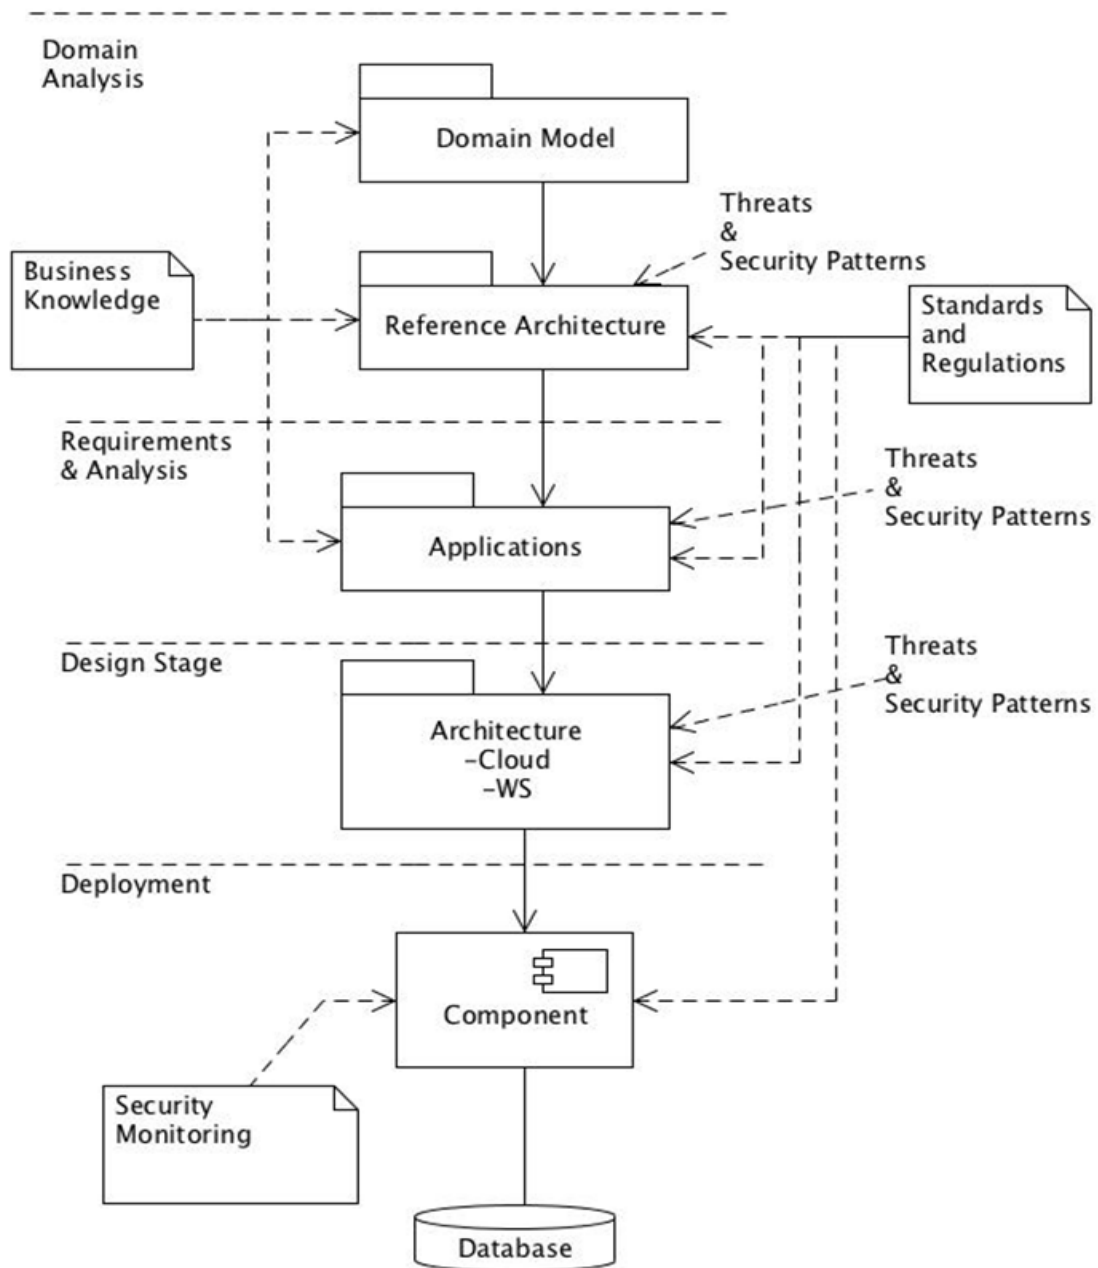 Domain
Analysis
Domain Model
Threats
&
Security Patterns
Business
Knowledge
Reference Architecture
Standards
and
Regulations
Requirements
& Analysis
Threats
&
Security Patterns
Applications
Design Stage
Threats
&
Security Patterns
Architecture
–Cloud
–WS
Deployment
Component
Security
Monitoring
Database